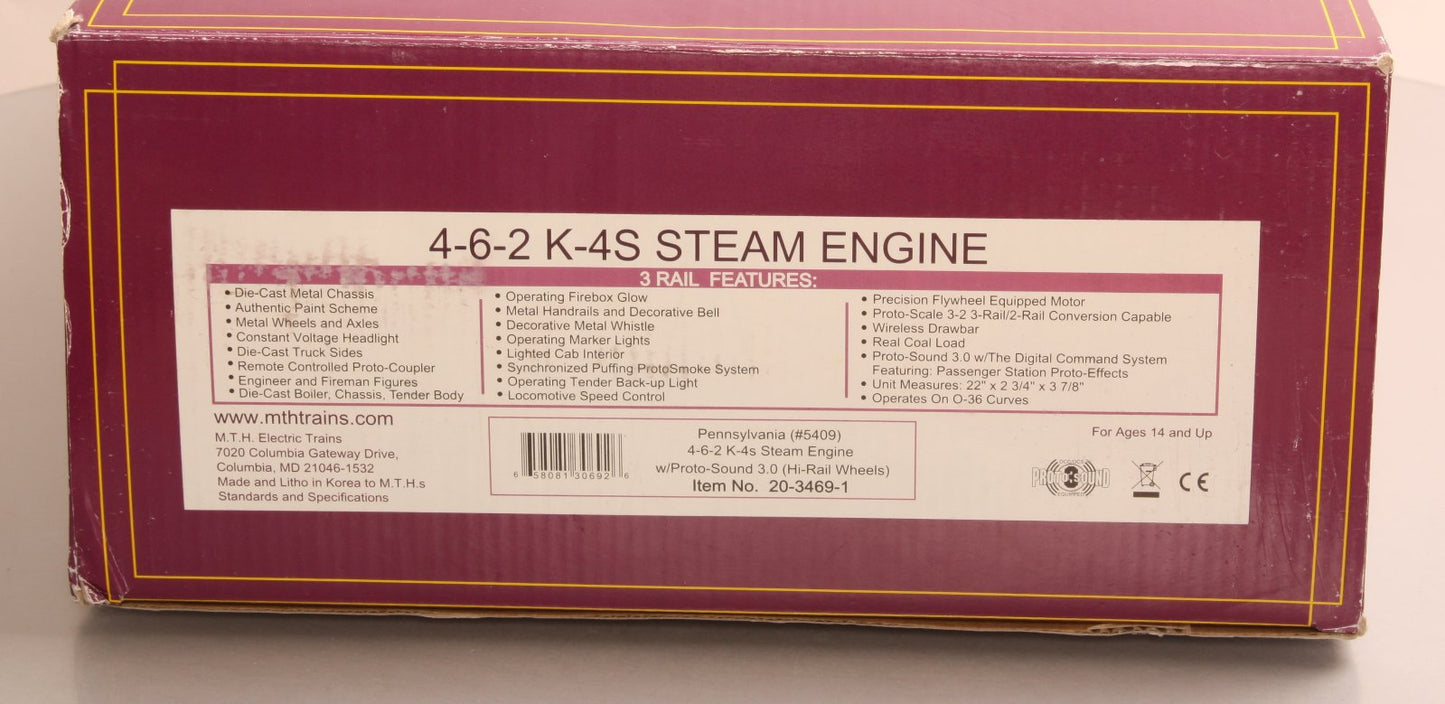 4-6-2 K-4S STEAM ENGINE
3 RAIL FEATURES:
• Die-Cast Metal Chassis
• Authentic Paint Scheme
• Metal Wheels and Axles
• Constant Voltage Headlight
• Die-Cast Truck Sides
• Remote Controlled Proto-Coupler
• Engineer and Fireman Figures
• Die-Cast Boiler, Chassis, Tender Body
• Operating Firebox Glow
• Metal Handrails and Decorative Bell
• Decorative Metal Whistle
• Operating Marker Lights
• Lighted Cab Interior
• Synchronized Puffing ProtoSmoke System
• Operating Tender Back-up Light
• Locomotive Speed Control
• Precision Flywheel Equipped Motor
• Proto-Scale 3-2 3-Rail/2-Rail Conversion Capable
• Wireless Drawbar
• Real Coal Load
• Proto-Sound 3.0 w/The Digital Command System
Featuring: Passenger Station Proto-Effects
• Unit Measures: 22" x 2 3/4" x 3 7/8"
• Operates On O-36 Curves
www.mthtrains.com
M.T.H. Electric Trains
7020 Columbia Gateway Drive,
Columbia, MD 21046-1532
Made and Litho in Korea to M.T.H.s
Standards and Specifications
6 58081 30692 6
Pennsylvania (#5409)
4-6-2 K-4s Steam Engine
w/Proto-Sound 3.0 (Hi-Rail Wheels)
Item No. 20-3469-1
For Ages 14 and Up
PROTO 3 SOUND
EQUIPPED
CE